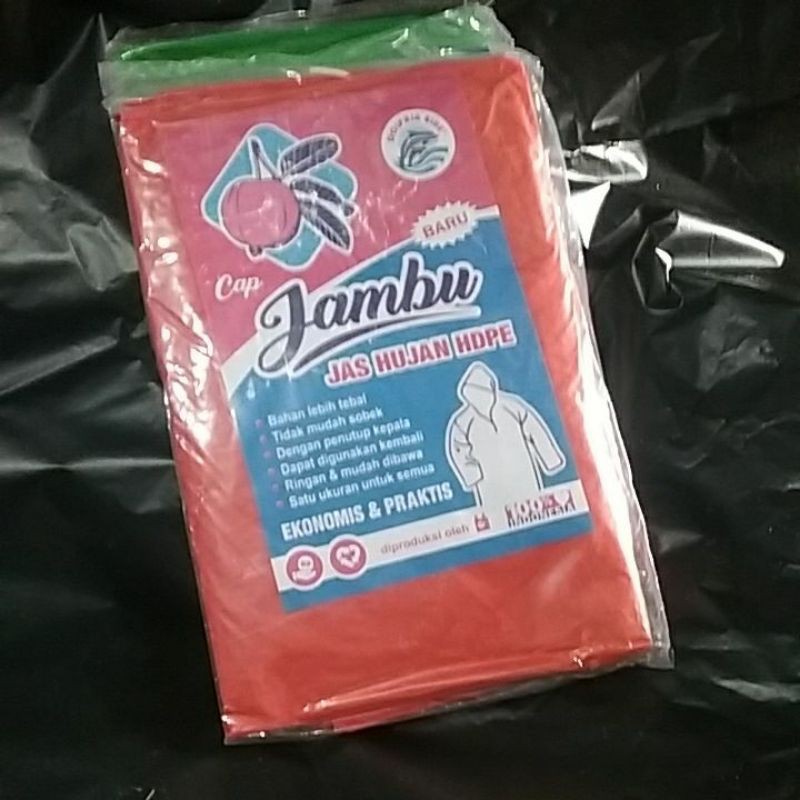 BARU
Cap
Jambu
JAS HUJAN HDPE
Bahan lebih tebal
Tidak mudah sobek
Dengan penutup kepala
Dapat digunakan kembali
Ringan & mudah dibawa
Satu ukuran untuk semua
EKONOMIS & PRAKTIS
diproduksi oleh
100%